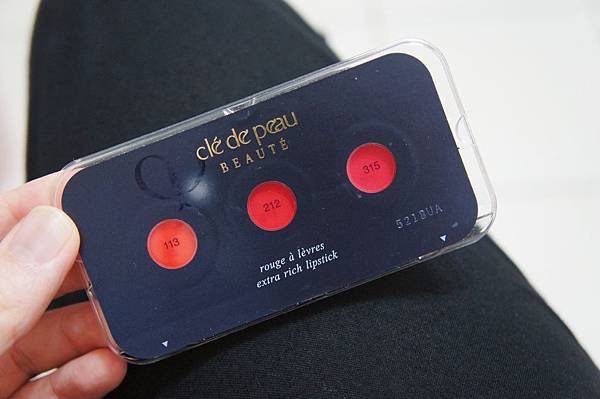 clé de peau
BEAUTÉ
113
212
315
5218UA
rouge à lèvres
extra rich lipstick